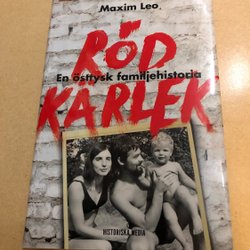 Maxim Leo
RÖD
En östtysk familjehistoria
KÄRLEK
HISTORISKA MEDIA